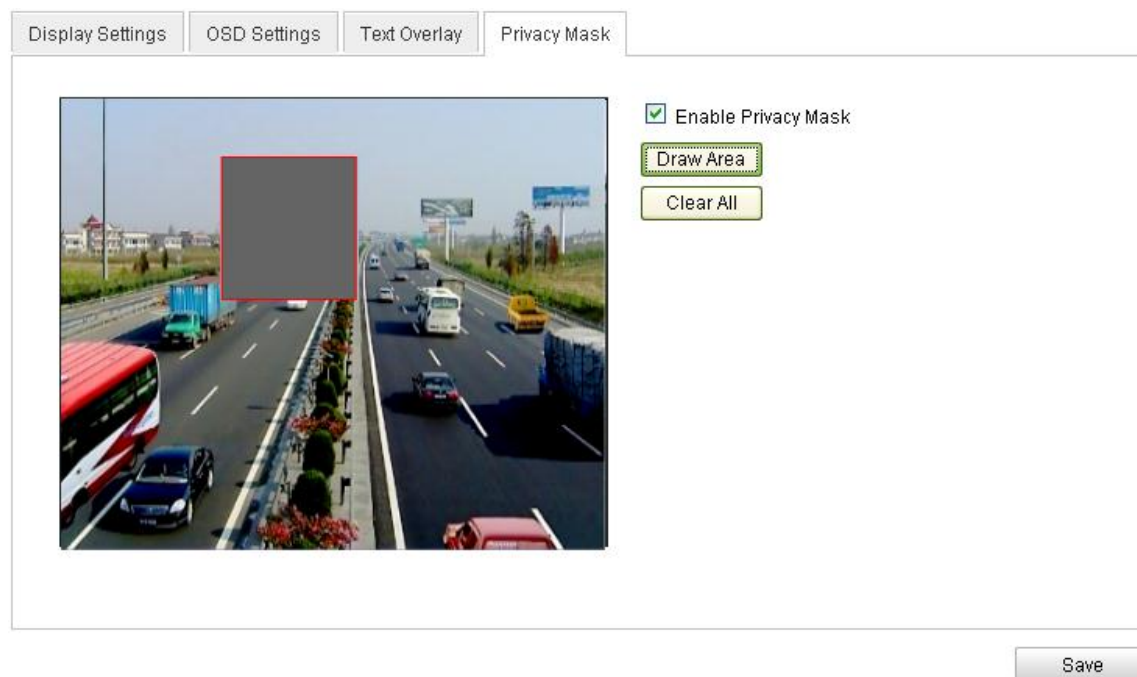 Display Settings
OSD Settings
Text Overlay
Privacy Mask
Enable Privacy Mask
Draw Area
Clear All
Save